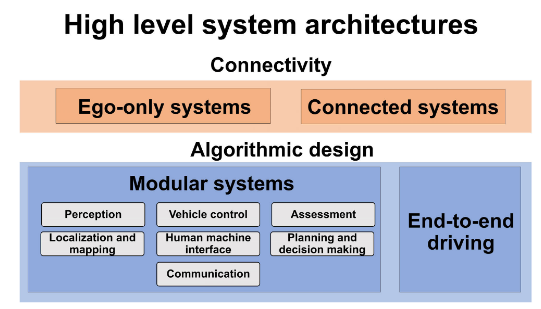 High level system architectures
Connectivity
Ego-only systems
Connected systems
Algorithmic design
Modular systems
Perception
Vehicle control
Assessment
Localization and
mapping
Human machine
interface
Planning and
decision making
Communication
End-to-end
driving